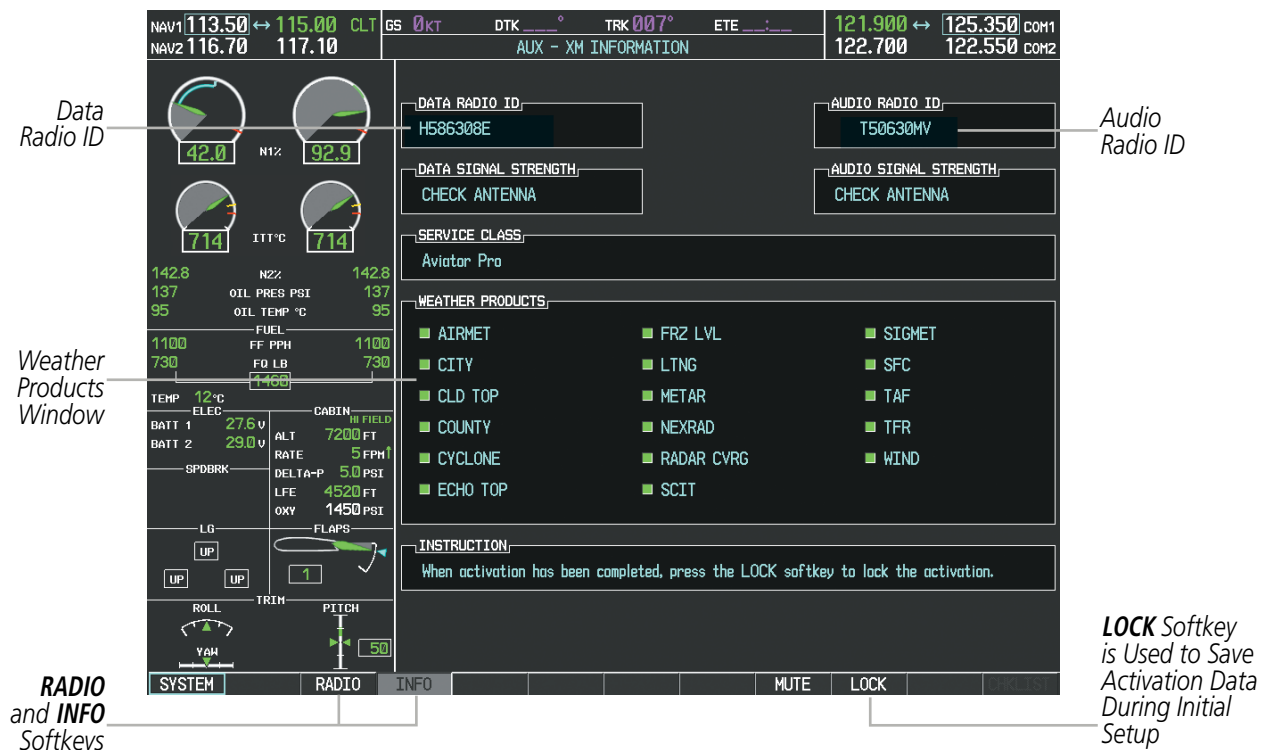 NAV1 113.50 ↔ 115.00 CLT
NAV2 116.70 117.10
GS 0KT DTK ___° TRK 007° ETE __:__
AUX - XM INFORMATION
121.900 ↔ 125.350 COM1
122.700 122.550 COM2
Data
Radio ID
42.0 N1% 92.9
714 ITT°C 714
142.8 N2% 142.8
137 OIL PRES PSI 137
95 OIL TEMP °C 95
FUEL
1100 FF PPH 1100
730 FQ LB 730
1460
TEMP 12°C
ELEC
BATT 1 27.6 V
BATT 2 29.0 V
SPDBRK
CABIN
HI FIELD
ALT 7200 FT
RATE 5 FPM↑
DELTA-P 5.0 PSI
LFE 4520 FT
OXY 1450 PSI
LG
UP
UP UP
FLAPS
1
TRIM
ROLL
YAW
PITCH
50
DATA RADIO ID
H586308E
AUDIO RADIO ID
T50630MV
Audio
Radio ID
DATA SIGNAL STRENGTH
CHECK ANTENNA
AUDIO SIGNAL STRENGTH
CHECK ANTENNA
SERVICE CLASS
Aviator Pro
Weather
Products
Window
WEATHER PRODUCTS
AIRMET FRZ LVL SIGMET
CITY LTNG SFC
CLD TOP METAR TAF
COUNTY NEXRAD TFR
CYCLONE RADAR CVRG WIND
ECHO TOP SCIT
INSTRUCTION
When activation has been completed, press the LOCK softkey to lock the activation.
SYSTEM RADIO INFO MUTE LOCK CHKLIST
RADIO
and INFO
Softkeys
LOCK Softkey
is Used to Save
Activation Data
During Initial
Setup